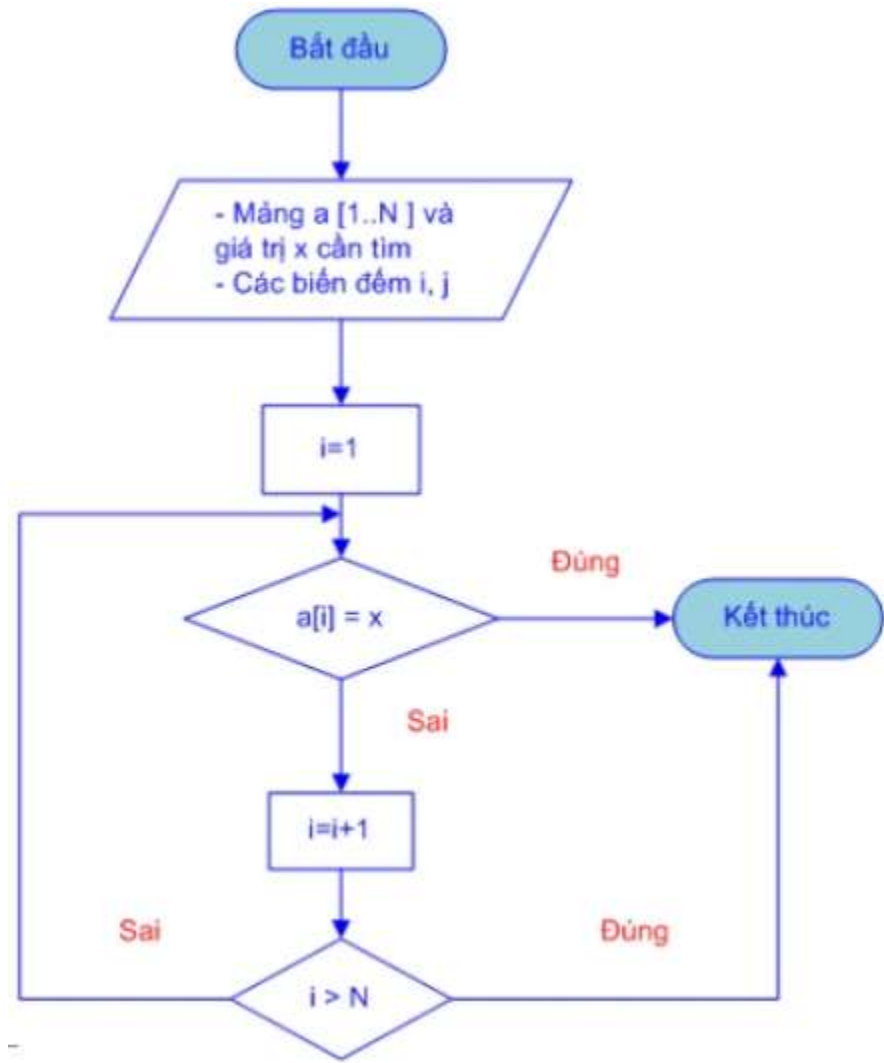 Bắt đầu
- Mảng a [1..N ] và
giá trị x cần tìm
- Các biến đếm i, j
i=1
Đúng
a[i] = x
Kết thúc
Sai
i=i+1
Sai
Đúng
i > N